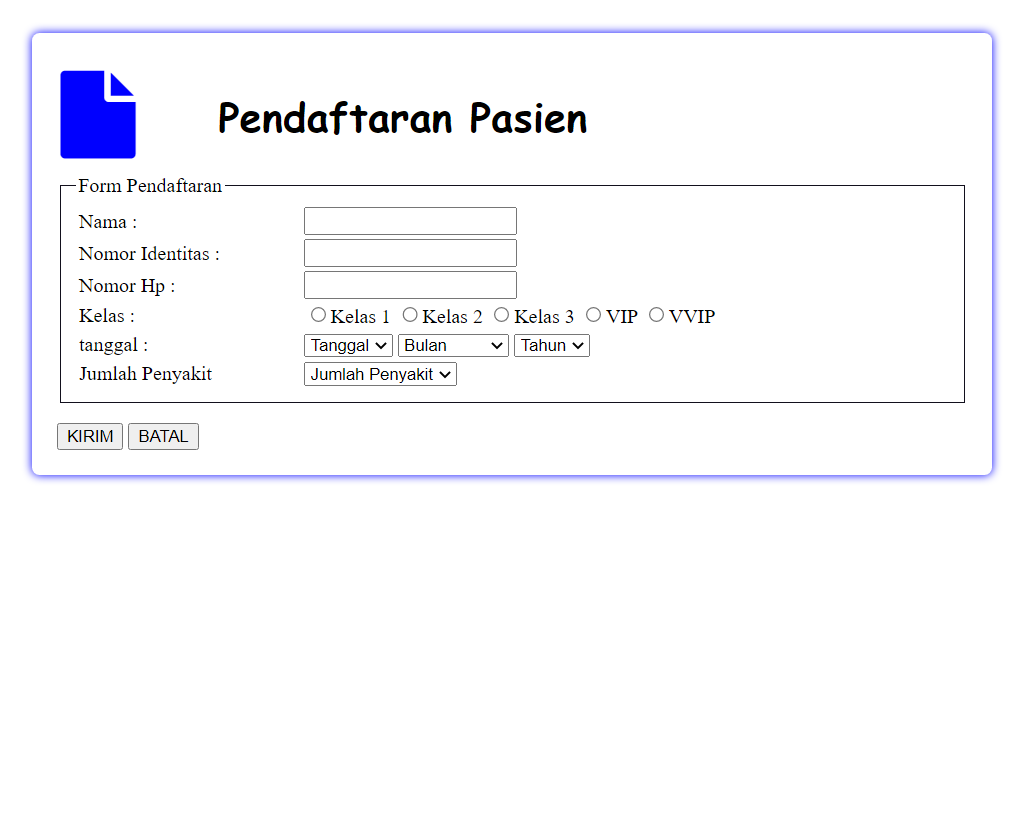 Pendaftaran Pasien
Form Pendaftaran
Nama :
Nomor Identitas :
Nomor Hp :
Kelas : Kelas 1 Kelas 2 Kelas 3 VIP VVIP
tanggal : Tanggal Bulan Tahun
Jumlah Penyakit Jumlah Penyakit
KIRIM BATAL